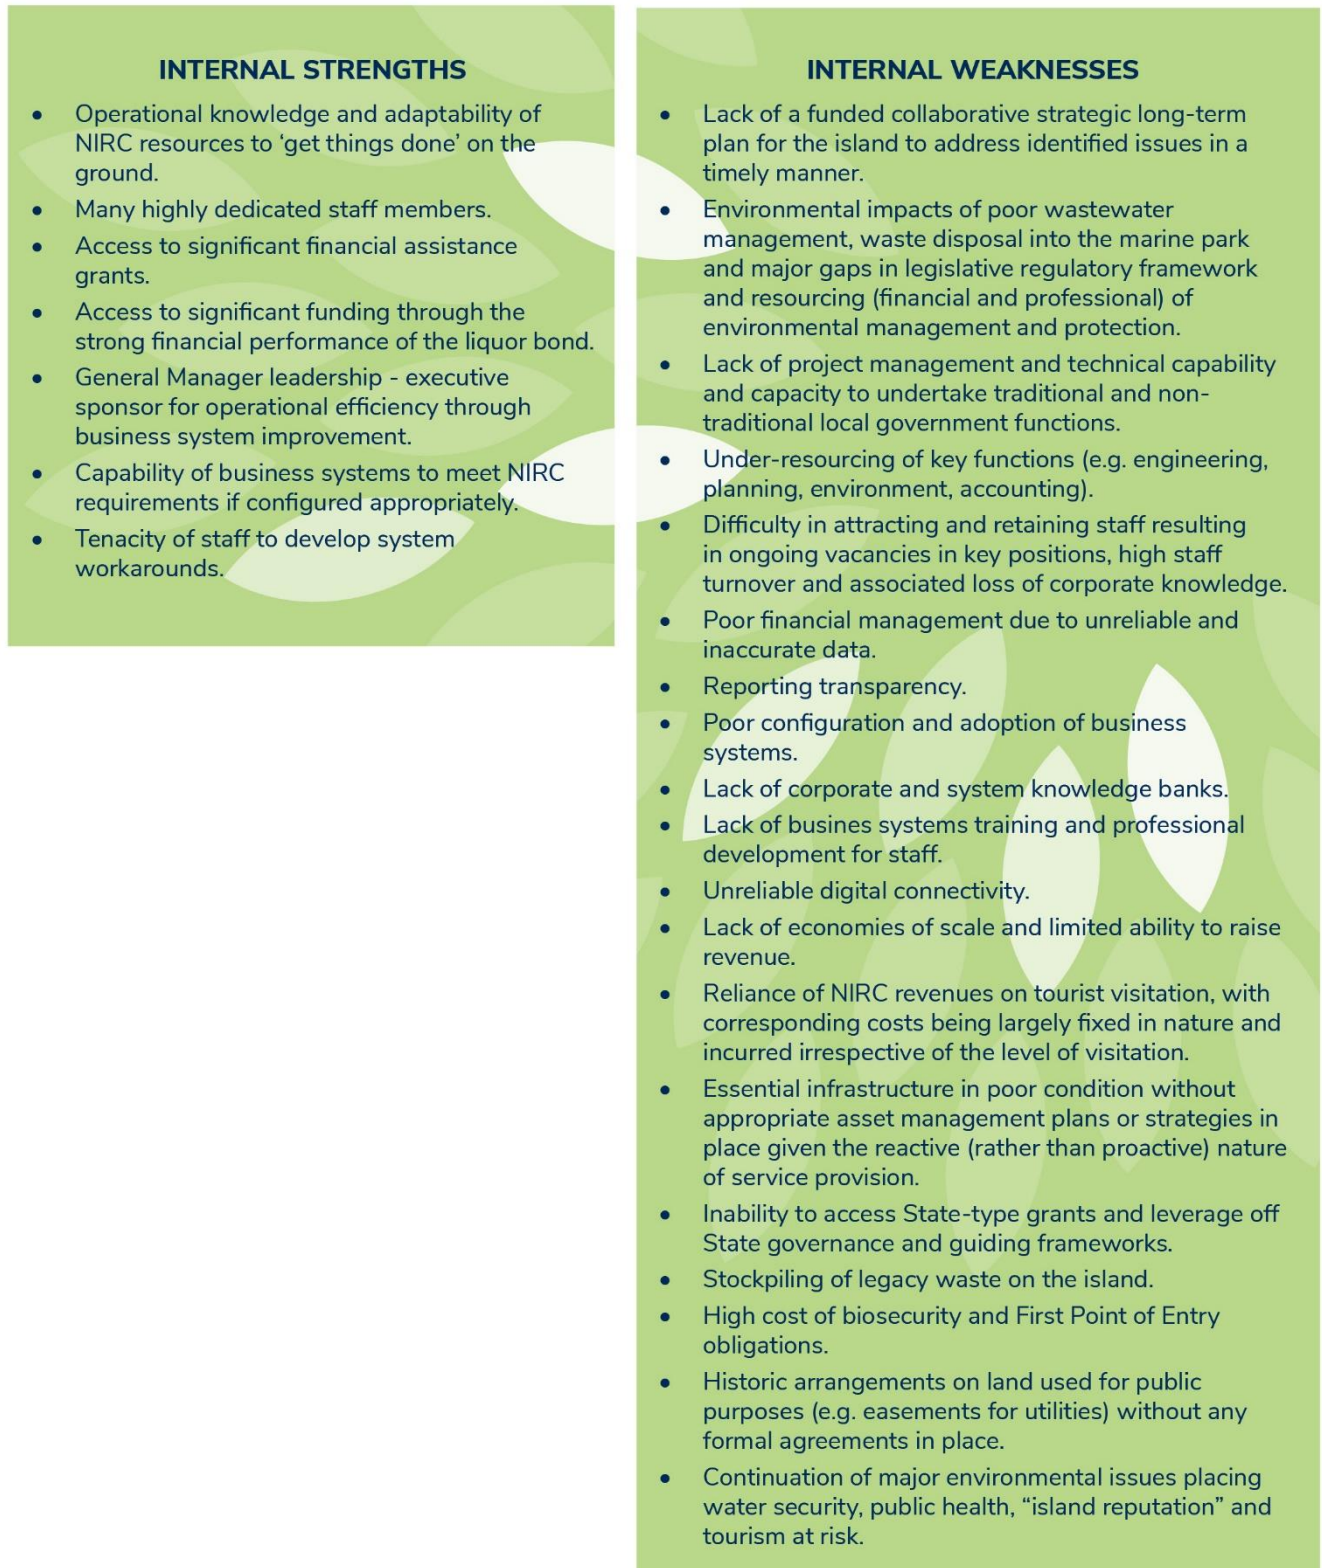 INTERNAL STRENGTHS
• Operational knowledge and adaptability of
NIRC resources to ‘get things done’ on the
ground.
• Many highly dedicated staff members.
• Access to significant financial assistance
grants.
• Access to significant funding through the
strong financial performance of the liquor bond.
• General Manager leadership - executive
sponsor for operational efficiency through
business system improvement.
• Capability of business systems to meet NIRC
requirements if configured appropriately.
• Tenacity of staff to develop system
workarounds.
INTERNAL WEAKNESSES
• Lack of a funded collaborative strategic long-term
plan for the island to address identified issues in a
timely manner.
• Environmental impacts of poor wastewater
management, waste disposal into the marine park
and major gaps in legislative regulatory framework
and resourcing (financial and professional) of
environmental management and protection.
• Lack of project management and technical capability
and capacity to undertake traditional and non-
traditional local government functions.
• Under-resourcing of key functions (e.g. engineering,
planning, environment, accounting).
• Difficulty in attracting and retaining staff resulting
in ongoing vacancies in key positions, high staff
turnover and associated loss of corporate knowledge.
• Poor financial management due to unreliable and
inaccurate data.
• Reporting transparency.
• Poor configuration and adoption of business
systems.
• Lack of corporate and system knowledge banks.
• Lack of busines systems training and professional
development for staff.
• Unreliable digital connectivity.
• Lack of economies of scale and limited ability to raise
revenue.
• Reliance of NIRC revenues on tourist visitation, with
corresponding costs being largely fixed in nature and
incurred irrespective of the level of visitation.
• Essential infrastructure in poor condition without
appropriate asset management plans or strategies in
place given the reactive (rather than proactive) nature
of service provision.
• Inability to access State-type grants and leverage off
State governance and guiding frameworks.
• Stockpiling of legacy waste on the island.
• High cost of biosecurity and First Point of Entry
obligations.
• Historic arrangements on land used for public
purposes (e.g. easements for utilities) without any
formal agreements in place.
• Continuation of major environmental issues placing
water security, public health, “island reputation” and
tourism at risk.